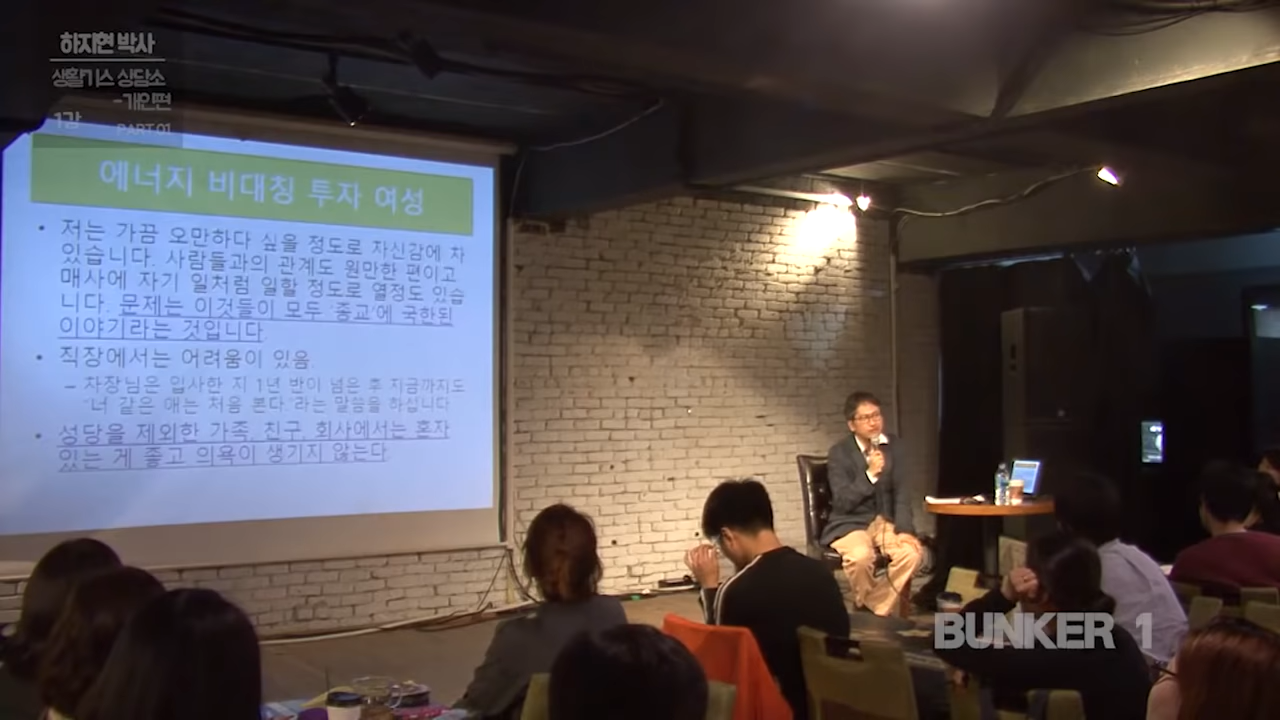 하지현 박사
생활기스 상담소
-개인편
1강 PART 01
에너지 비대칭 투자 여성
• 저는 가끔 오만하다 싶을 정도로 자신감에 차
있습니다. 사람들과의 관계도 원만한 편이고
매사에 자기 일처럼 일할 정도로 열정도 있습
니다. 문제는 이것들이 모두 '종교'에 국한된
이야기라는 것입니다.
• 직장에서는 어려움이 있음.
– 차장님은 입사한 지 1년 반이 넘은 후 지금까지도
"너 같은 애는 처음 본다"라는 말씀을 하십니다
• 성당을 제외한 가족, 친구, 회사에서는 혼자
있는 게 좋고 의욕이 생기지 않는다
BUNKER 1